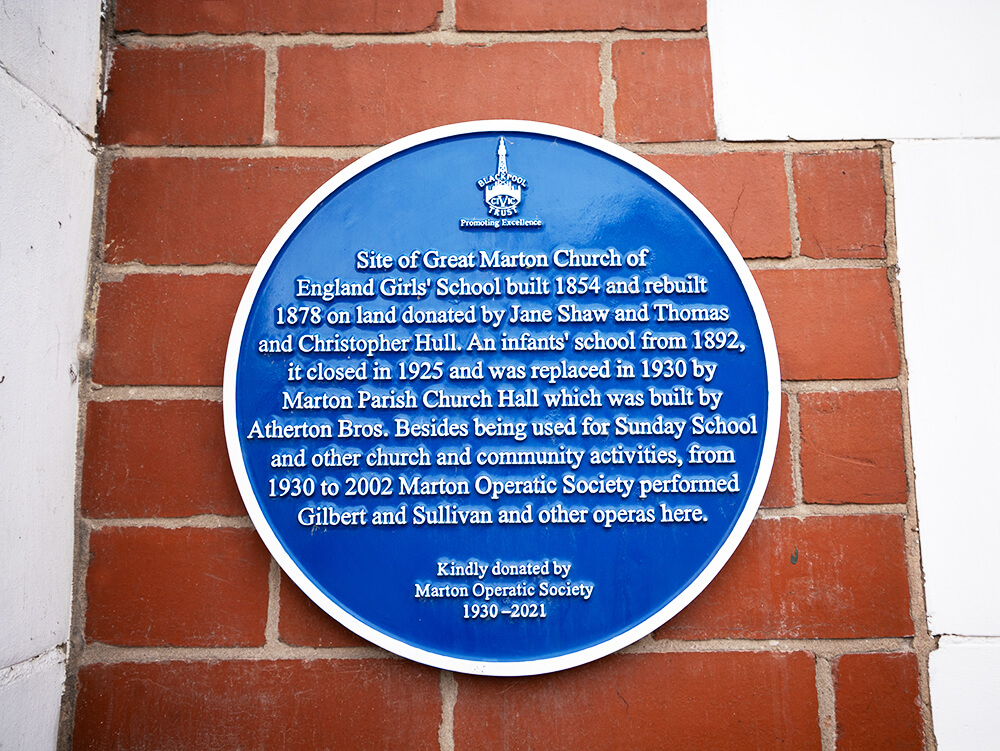 BLACKPOOL
CIVIC
TRUST
Promoting Excellence
Site of Great Marton Church of
England Girls' School built 1854 and rebuilt
1878 on land donated by Jane Shaw and Thomas
and Christopher Hull. An infants' school from 1892,
it closed in 1925 and was replaced in 1930 by
Marton Parish Church Hall which was built by
Atherton Bros. Besides being used for Sunday School
and other church and community activities, from
1930 to 2002 Marton Operatic Society performed
Gilbert and Sullivan and other operas here.
Kindly donated by
Marton Operatic Society
1930 –2021